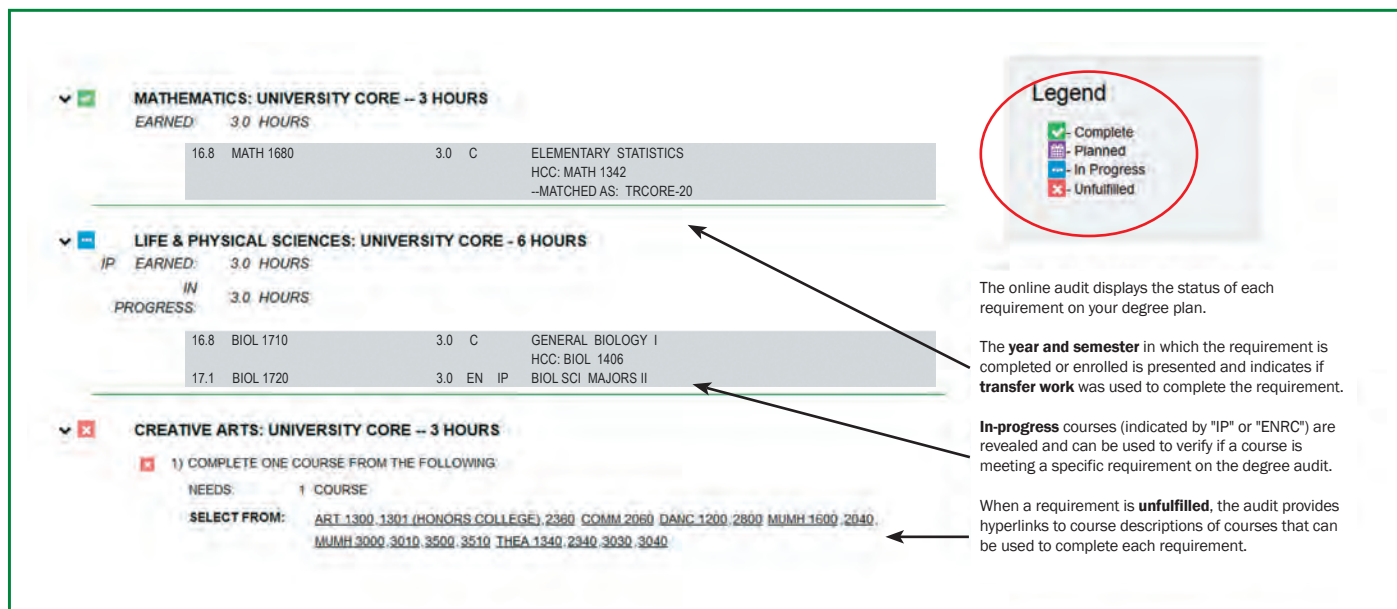 MATHEMATICS: UNIVERSITY CORE -- 3 HOURS
EARNED: 3.0 HOURS
16.8 MATH 1680 3.0 C ELEMENTARY STATISTICS
HCC: MATH 1342
--MATCHED AS: TRCORE-20
LIFE & PHYSICAL SCIENCES: UNIVERSITY CORE - 6 HOURS
IP EARNED: 3.0 HOURS
IN
PROGRESS: 3.0 HOURS
16.8 BIOL 1710 3.0 C GENERAL BIOLOGY I
HCC: BIOL 1406
17.1 BIOL 1720 3.0 EN IP BIOL SCI MAJORS II
CREATIVE ARTS: UNIVERSITY CORE -- 3 HOURS
1) COMPLETE ONE COURSE FROM THE FOLLOWING
NEEDS: 1 COURSE
SELECT FROM: ART 1300, 1301 (HONORS COLLEGE), 2360 COMM 2060 DANC 1200, 2800 MUMH 1600, 2040,
MUMH 3000, 3010, 3500, 3510 THEA 1340, 2340, 3030, 3040
Legend
- Complete
- Planned
- In Progress
- Unfulfilled
The online audit displays the status of each
requirement on your degree plan.
The year and semester in which the requirement is
completed or enrolled is presented and indicates if
transfer work was used to complete the requirement.
In-progress courses (indicated by "IP" or "ENRC") are
revealed and can be used to verify if a course is
meeting a specific requirement on the degree audit.
When a requirement is unfulfilled, the audit provides
hyperlinks to course descriptions of courses that can
be used to complete each requirement.